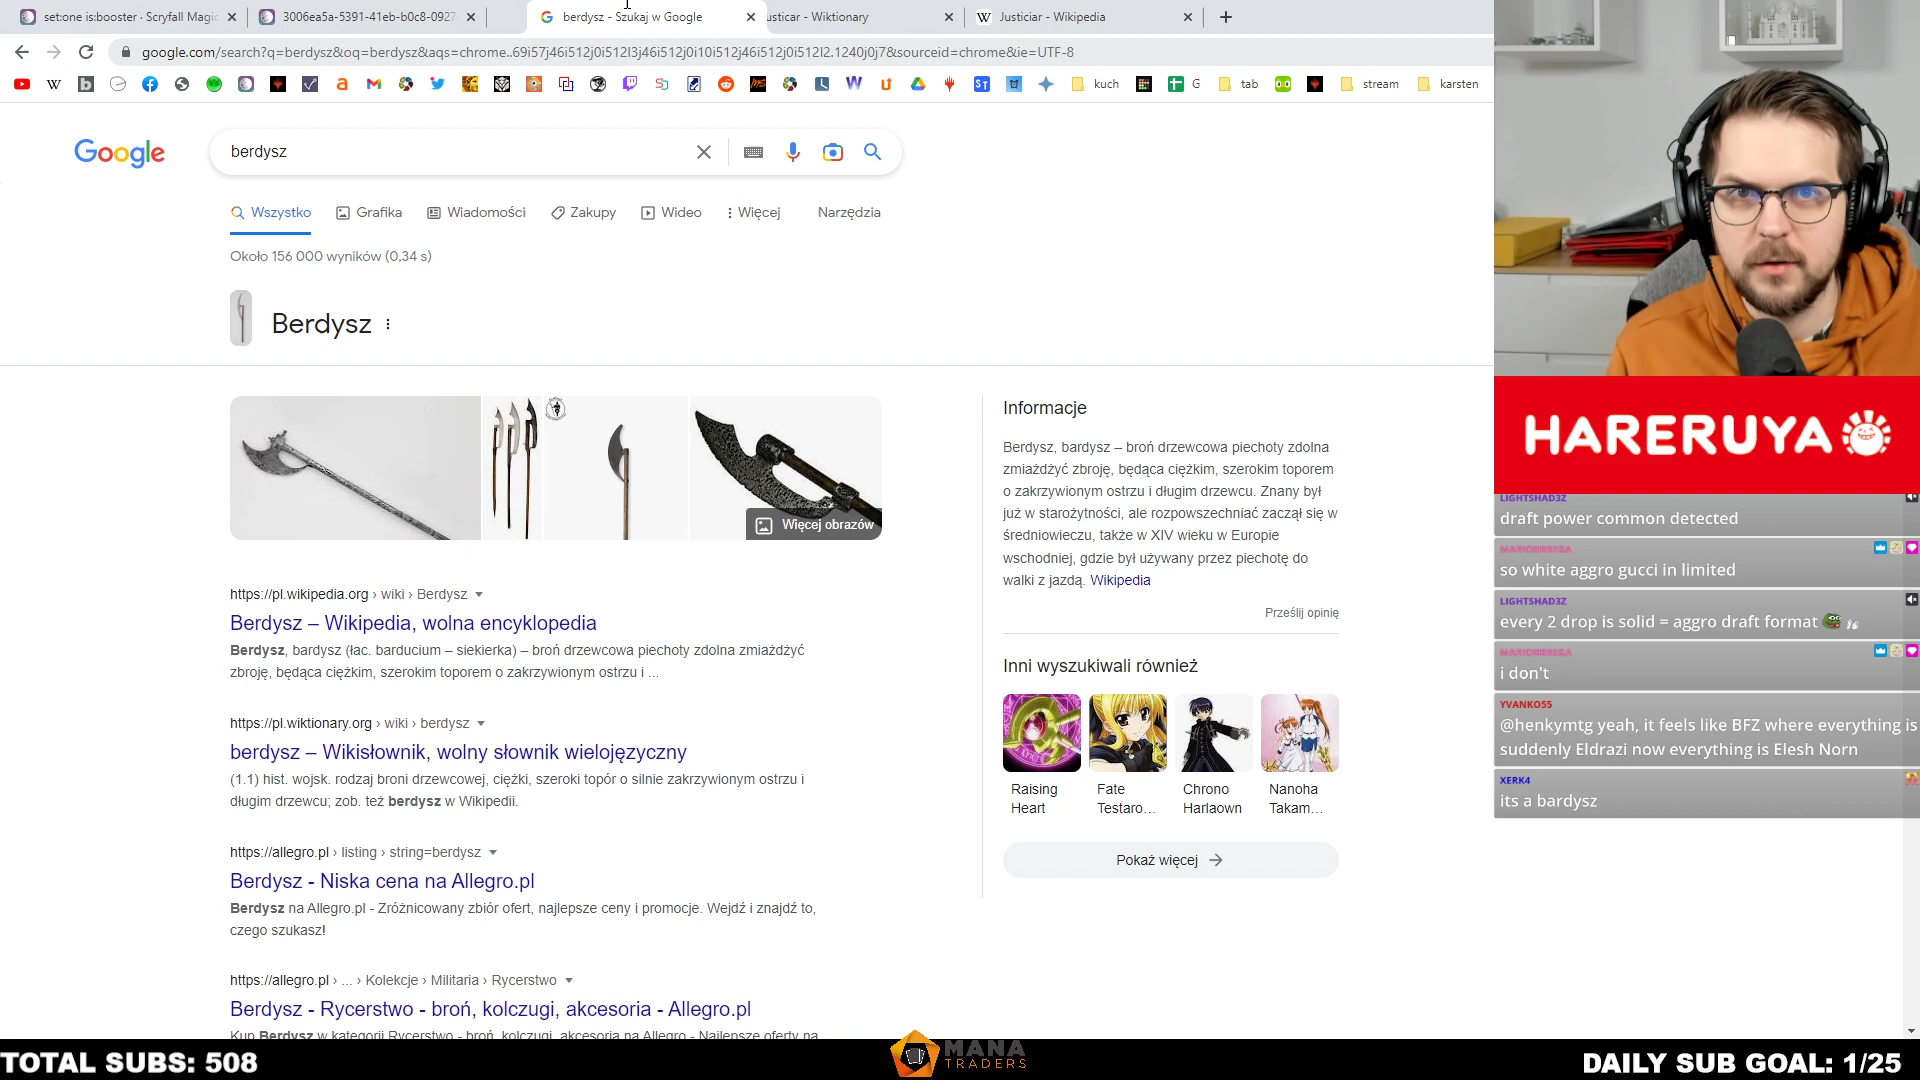 set:one is:booster · Scryfall Magic
3006ea5a-5391-41eb-b0c8-0927
berdysz - Szukaj w Google
usticar - Wiktionary
Justiciar - Wikipedia
google.com/search?q=berdysz&oq=berdysz&aqs=chrome..69i57j46i512j0i512l3j46i512j0i10i512j46i512j0i512l2.1240j0j7&sourceid=chrome&ie=UTF-8
kuch
G
tab
stream
karsten
Google
berdysz
Wszystko
Grafika
Wiadomości
Zakupy
Wideo
Więcej
Narzędzia
Około 156 000 wyników (0,34 s)
Berdysz
Więcej obrazów
https://pl.wikipedia.org › wiki › Berdysz
Berdysz – Wikipedia, wolna encyklopedia
Berdysz, bardysy (łac. barducium – siekierka) – broń drzewcowa piechoty zdolna zmiażdżyć
zbroję, będąca ciężkim, szerokim toporem o zakrzywionym ostrzu i ...
https://pl.wiktionary.org › wiki › berdysz
berdysz – Wikisłownik, wolny słownik wielojęzyczny
(1.1) hist. wojsk. rodzaj broni drzewcowej, ciężki, szeroki topór o silnie zakrzywionym ostrzu i
długim drzewcu; zob. też berdysz w Wikipedii.
https://allegro.pl › listing › string=berdysz
Berdysz - Niska cena na Allegro.pl
Berdysz na Allegro.pl - Zróżnicowany zbiór ofert, najlepsze ceny i promocje. Wejdź i znajdź to,
czego szukasz!
https://allegro.pl › ... › Kolekcje › Militaria › Rycerstwo
Berdysz - Rycerstwo - broń, kolczugi, akcesoria - Allegro.pl
Kup Berdysz w kategorii Rycerstwo - broń, kolczugi, akcesoria na Allegro - Najlepsze oferty na
Informacje
Berdysz, bardysz – broń drzewcowa piechoty zdolna
zmiażdżyć zbroję, będąca ciężkim, szerokim toporem
o zakrzywionym ostrzu i długim drzewcu. Znany był
już w starożytności, ale rozpowszechniać zaczął się w
średniowieczu, także w XIV wieku w Europie
wschodniej, gdzie był używany przez piechotę do
walki z jazdą. Wikipedia
Prześlij opinię
Inni wyszukiwali również
Raising
Heart
Fate
Testaro...
Chrono
Harlaown
Nanoha
Takam...
Pokaż więcej
HARERUYA
LIGHTSHAD3Z
draft power common detected
so white aggro gucci in limited
LIGHTSHAD3Z
every 2 drop is solid = aggro draft format
i don't
YVANKO55
@henkymtg yeah, it feels like BFZ where everything is
suddenly Eldrazi now everything is Elesh Norn
XERK4
its a bardysz
TOTAL SUBS: 508
MANA
TRADERS
DAILY SUB GOAL: 1/25